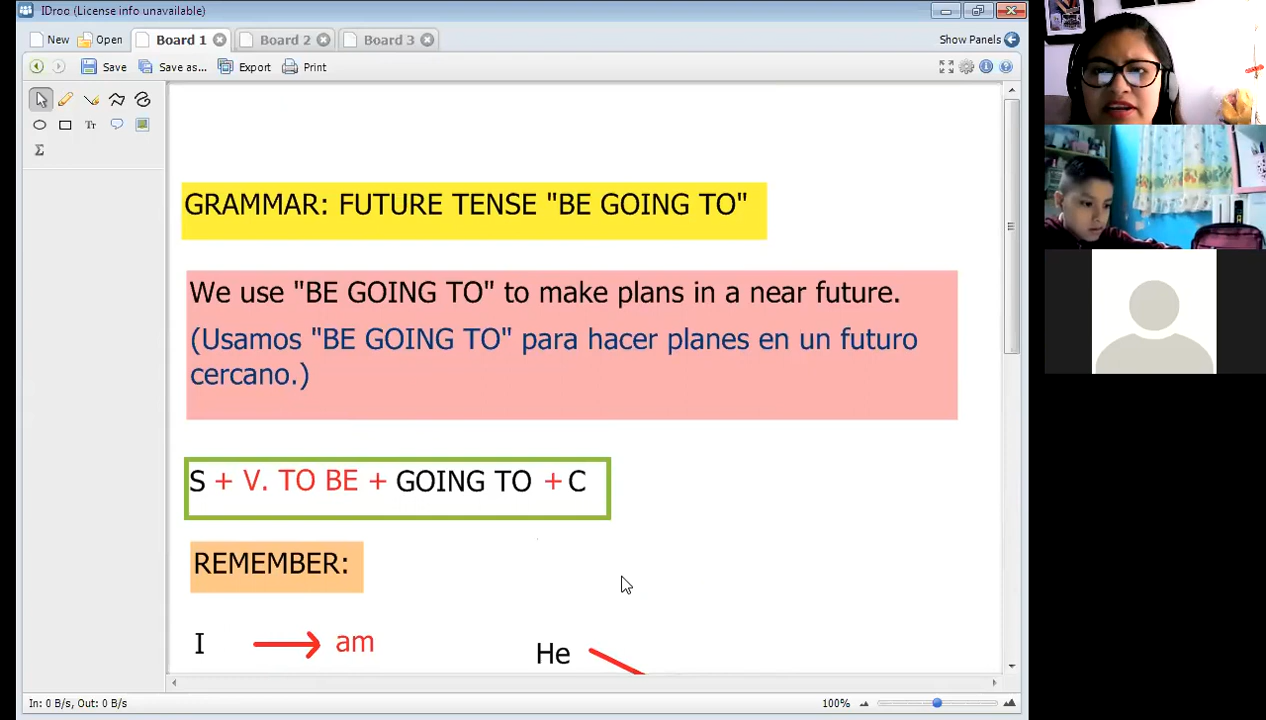 IDroo (License info unavailable)
New Open Board 1 Board 2 Board 3 Show Panels
Save Save as... Export Print
Tr
GRAMMAR: FUTURE TENSE "BE GOING TO"
We use "BE GOING TO" to make plans in a near future.
(Usamos "BE GOING TO" para hacer planes en un futuro
cercano.)
S + V. TO BE + GOING TO + C
REMEMBER:
I am
He
In: 0 B/s, Out: 0 B/s 100%